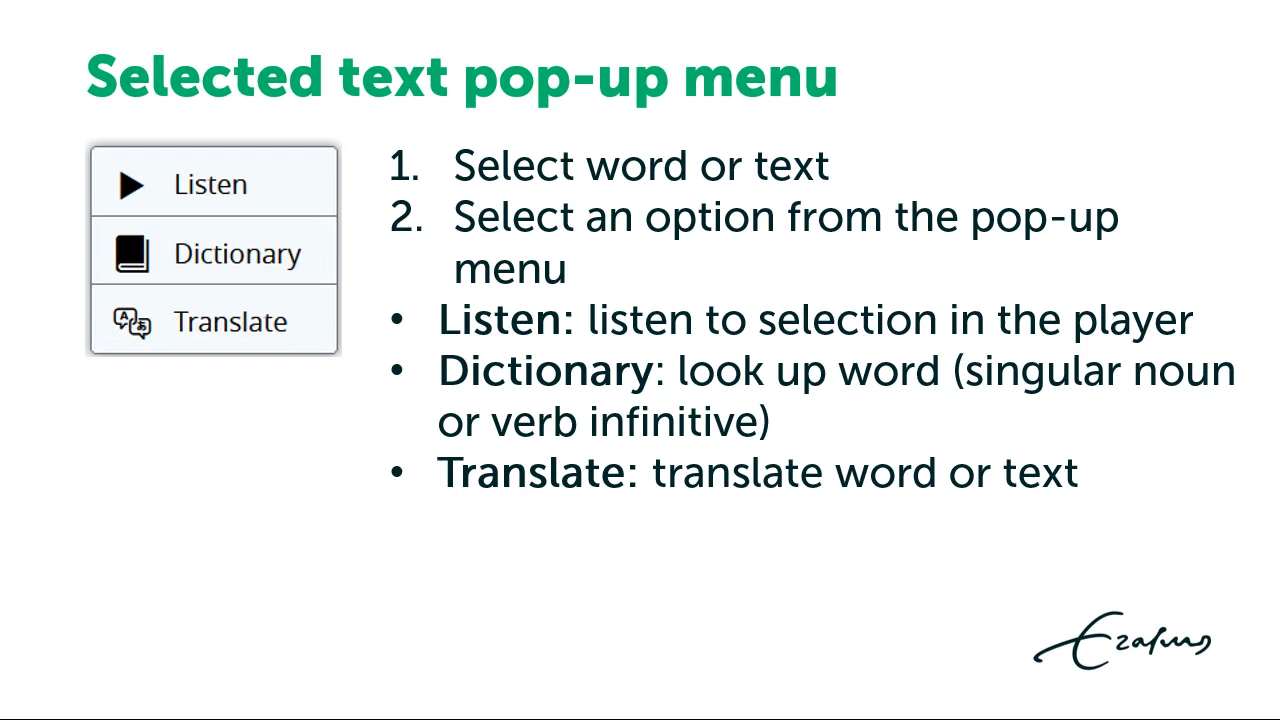 Selected text pop-up menu
Listen
Dictionary
Translate
1. Select word or text
2. Select an option from the pop-up
menu
• Listen: listen to selection in the player
• Dictionary: look up word (singular noun
or verb infinitive)
• Translate: translate word or text
Erasmus